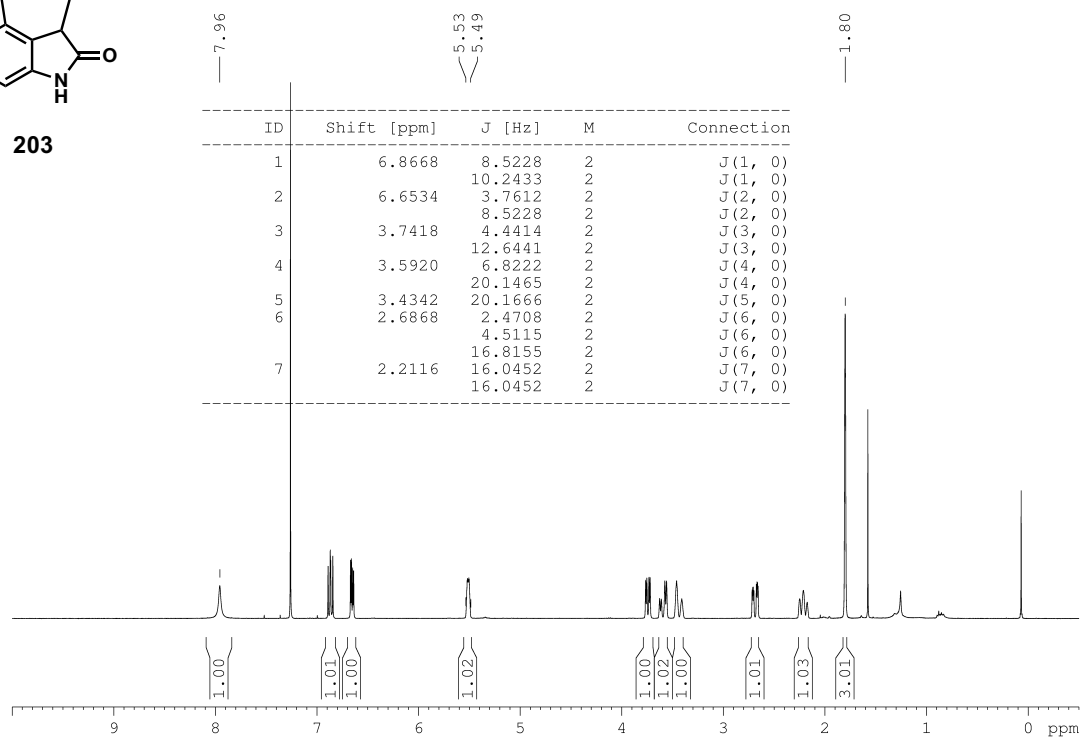 7.96
5.53
5.49
1.80
O
N
H
203
ID Shift [ppm] J [Hz] M Connection
1 6.8668 8.5228 2 J(1, 0)
10.2433 2 J(1, 0)
2 6.6534 3.7612 2 J(2, 0)
8.5228 2 J(2, 0)
3 3.7418 4.4414 2 J(3, 0)
12.6441 2 J(3, 0)
4 3.5920 6.8222 2 J(4, 0)
20.1465 2 J(4, 0)
5 3.4342 20.1666 2 J(5, 0)
6 2.6868 2.4708 2 J(6, 0)
4.5115 2 J(6, 0)
16.8155 2 J(6, 0)
7 2.2116 16.0452 2 J(7, 0)
16.0452 2 J(7, 0)
1.00 1.01 1.00 1.02 1.00 1.02 1.00 1.01 1.03 3.01
9 8 7 6 5 4 3 2 1 0 ppm